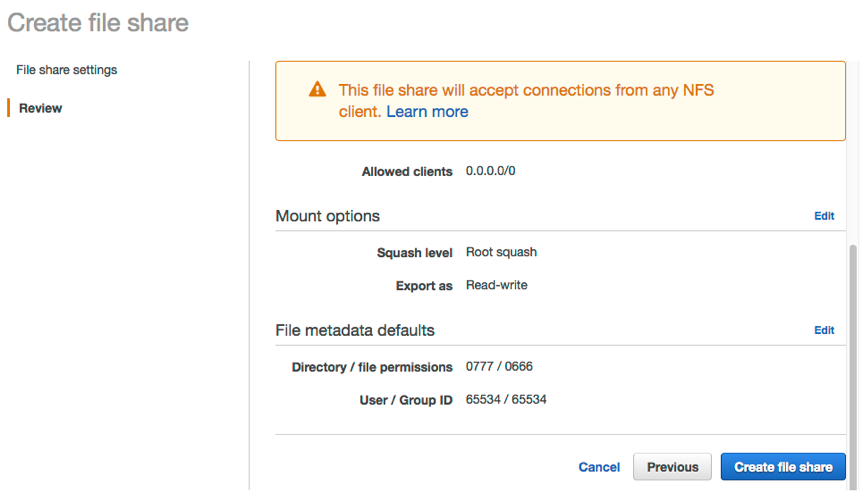 Create file share
File share settings
Review
This file share will accept connections from any NFS
client. Learn more
Allowed clients 0.0.0.0/0
Mount options Edit
Squash level Root squash
Export as Read-write
File metadata defaults Edit
Directory / file permissions 0777 / 0666
User / Group ID 65534 / 65534
Cancel Previous Create file share